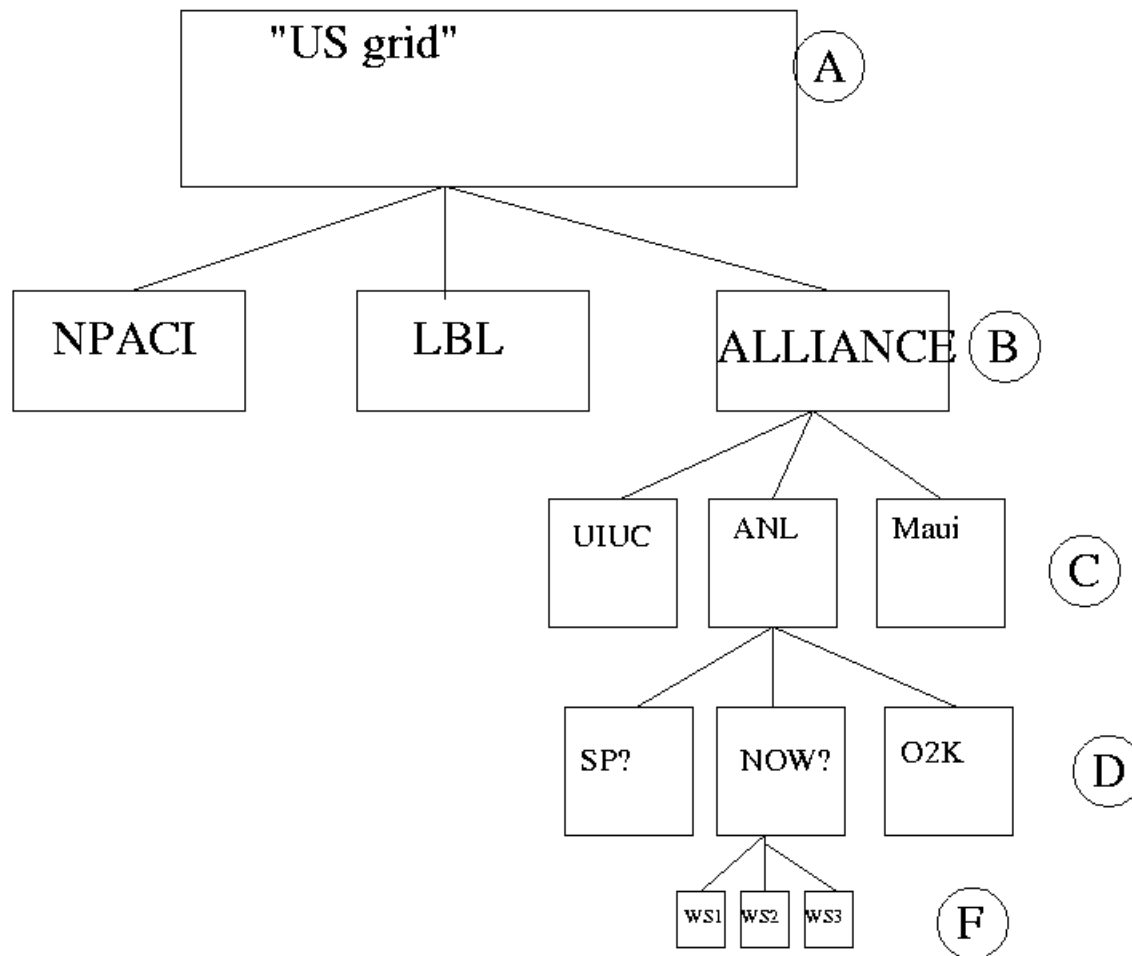 "US grid"
A
NPACI
LBL
ALLIANCE
B
UIUC
ANL
Maui
C
SP?
NOW?
O2K
D
WS1
WS2
WS3
F